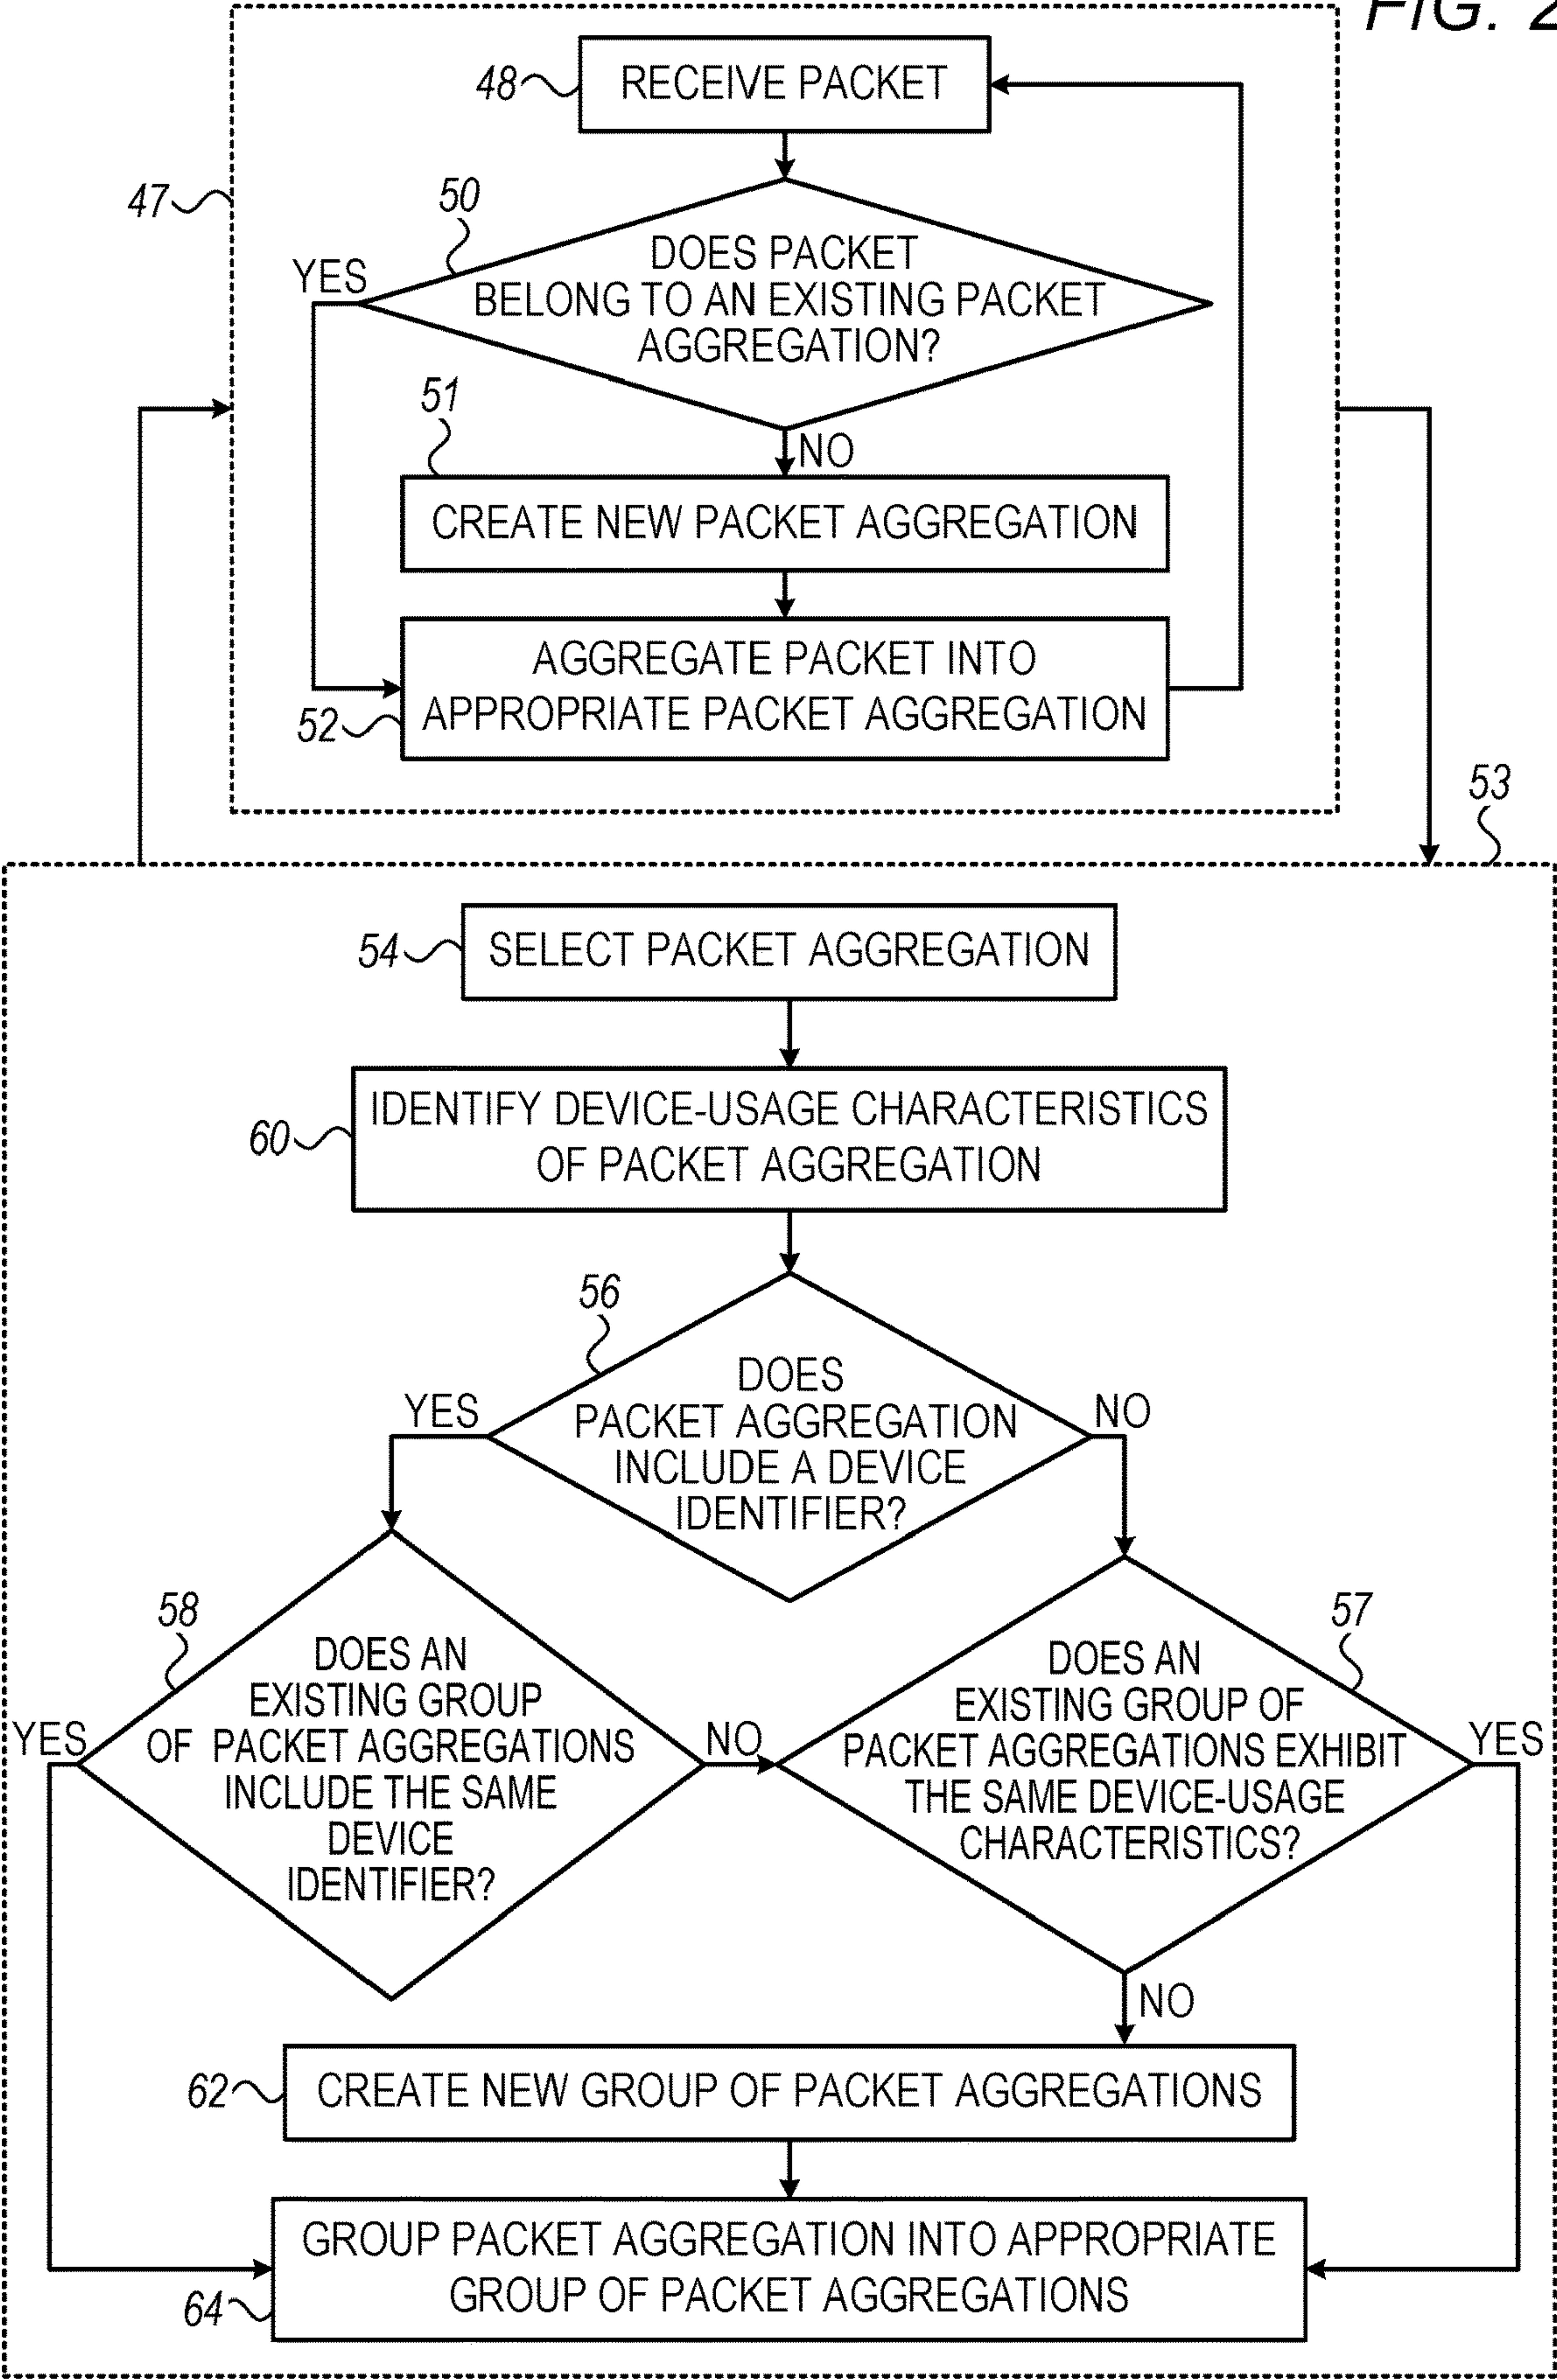 FIG. 2
48
RECEIVE PACKET
47
50
YES
DOES PACKET
BELONG TO AN EXISTING PACKET
AGGREGATION?
51
NO
CREATE NEW PACKET AGGREGATION
AGGREGATE PACKET INTO
APPROPRIATE PACKET AGGREGATION
52
53
54
SELECT PACKET AGGREGATION
60
IDENTIFY DEVICE-USAGE CHARACTERISTICS
OF PACKET AGGREGATION
56
YES
NO
DOES
PACKET AGGREGATION
INCLUDE A DEVICE
IDENTIFIER?
58
YES
DOES AN
EXISTING GROUP
OF PACKET AGGREGATIONS
INCLUDE THE SAME
DEVICE
IDENTIFIER?
NO
57
DOES AN
EXISTING GROUP OF
PACKET AGGREGATIONS EXHIBIT
THE SAME DEVICE-USAGE
CHARACTERISTICS?
YES
NO
62
CREATE NEW GROUP OF PACKET AGGREGATIONS
GROUP PACKET AGGREGATION INTO APPROPRIATE
GROUP OF PACKET AGGREGATIONS
64